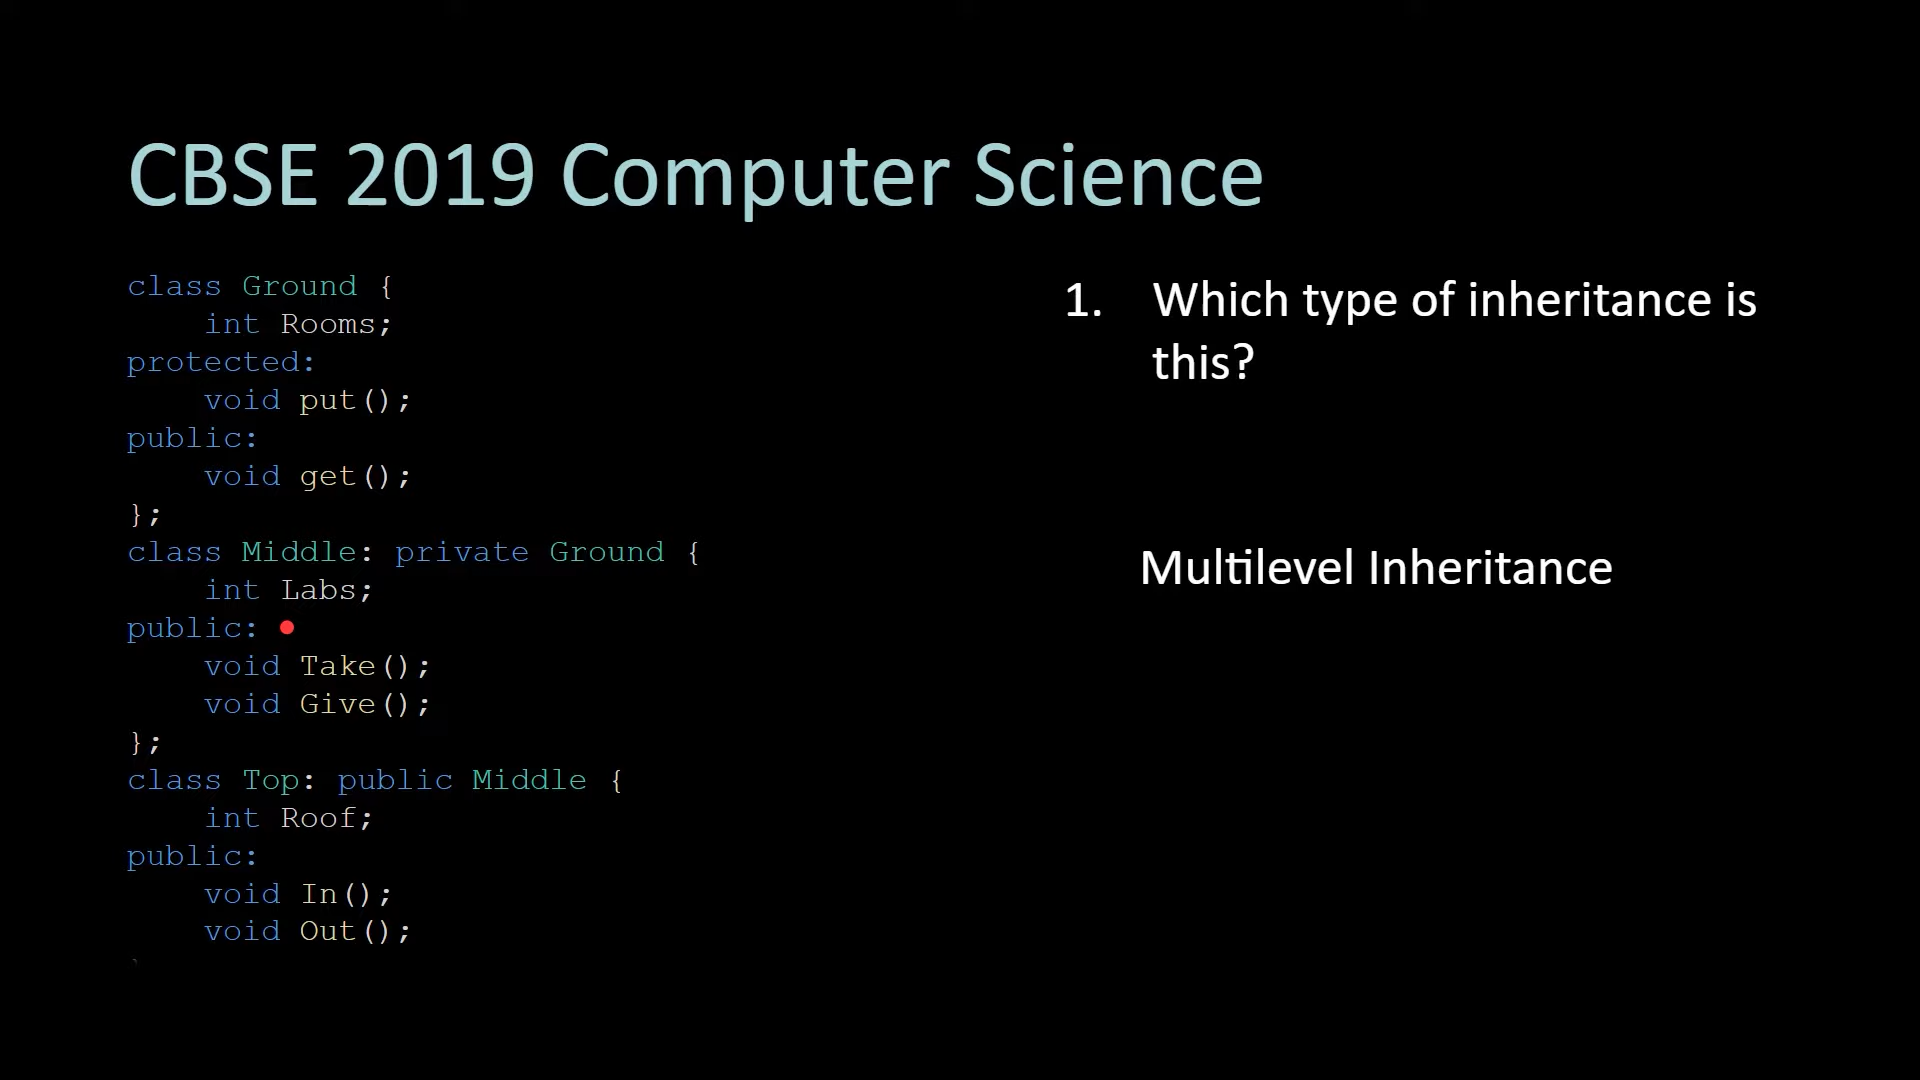 CBSE 2019 Computer Science
class Ground {
    int Rooms;
protected:
    void put();
public:
    void get();
};
class Middle: private Ground {
    int Labs;
public:
    void Take();
    void Give();
};
class Top: public Middle {
    int Roof;
public:
    void In();
    void Out();
1. Which type of inheritance is
this?
Multilevel Inheritance